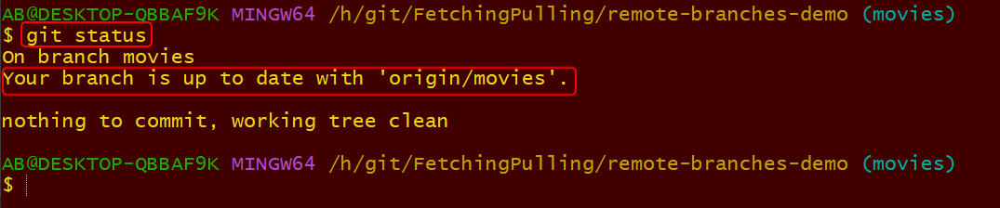 AB@DESKTOP-QBBAF9K MINGW64 /h/git/FetchingPulling/remote-branches-demo (movies)
$ git status
On branch movies
Your branch is up to date with 'origin/movies'.
nothing to commit, working tree clean
AB@DESKTOP-QBBAF9K MINGW64 /h/git/FetchingPulling/remote-branches-demo (movies)
$